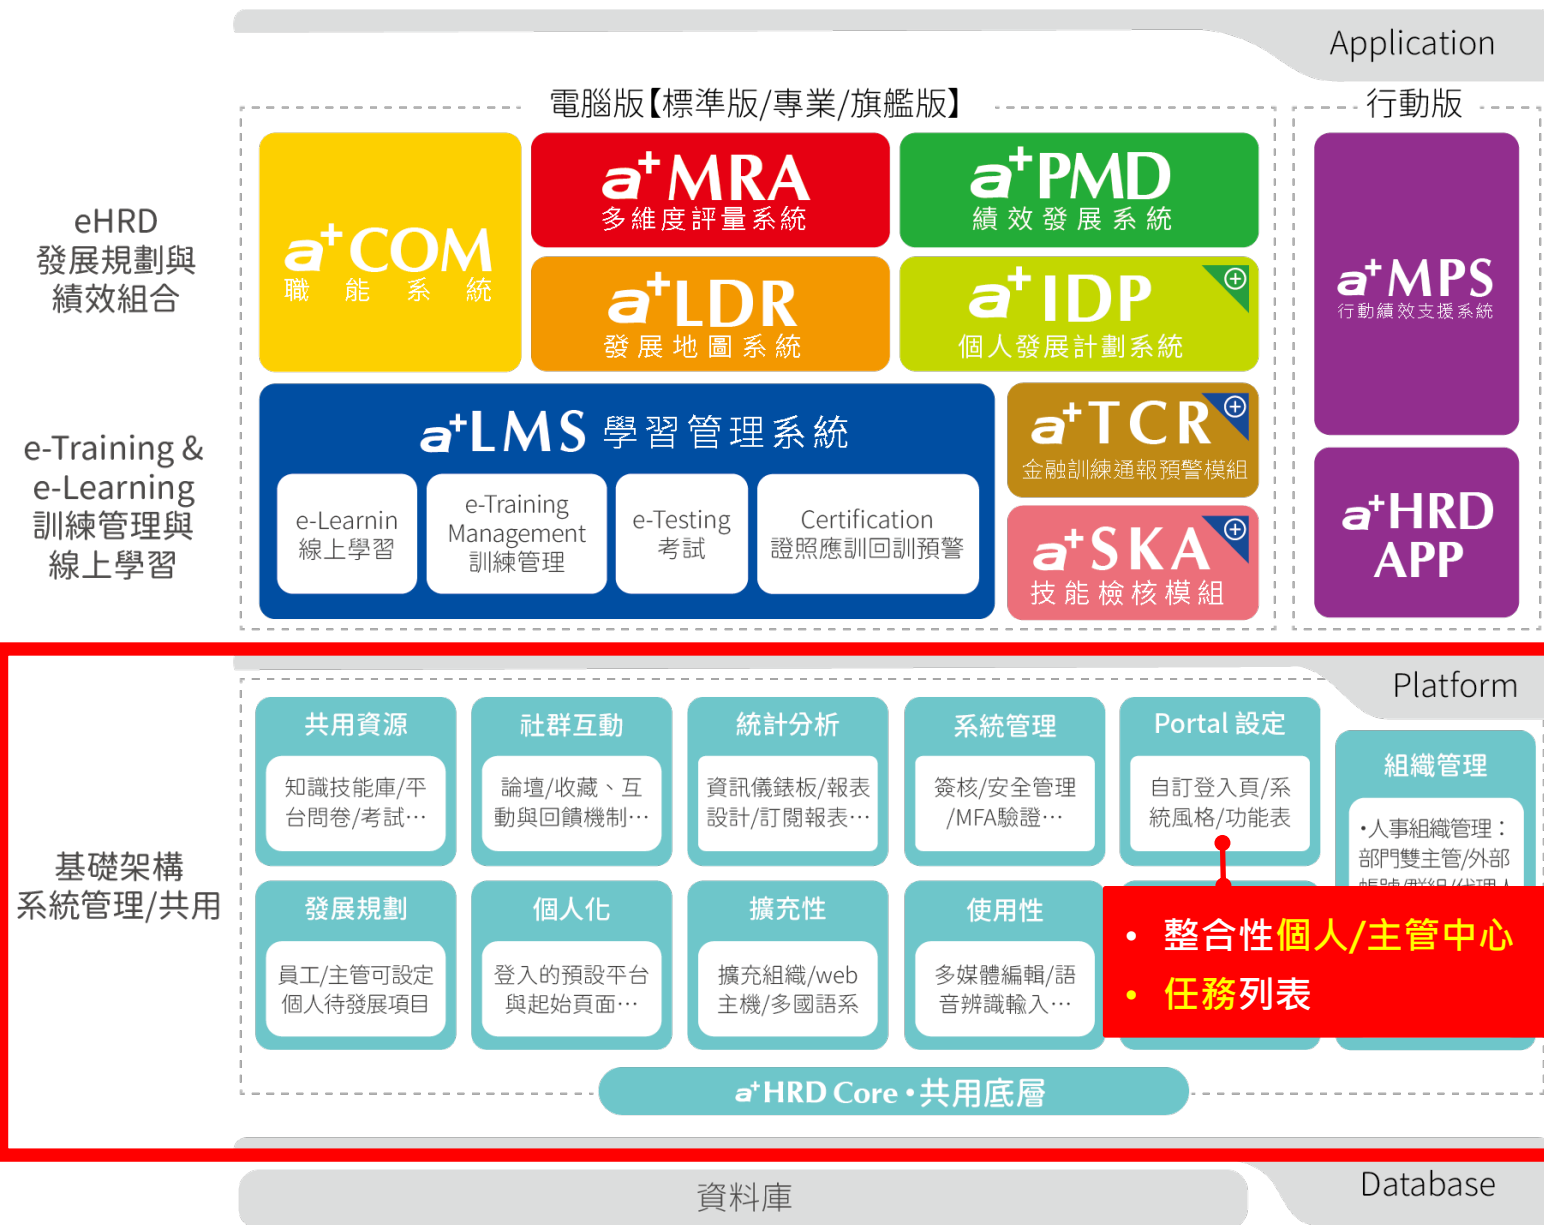 Application
電腦版【標準版/專業/旗艦版】
行動版
eHRD
發展規劃與
績效組合
a+COM
職能系統
a+MRA
多維度評量系統
a+PMD
績效發展系統
a+LDR
發展地圖系統
a+IDP
個人發展計劃系統
a+MPS
行動績效支援系統
e-Training &
e-Learning
訓練管理與
線上學習
a+LMS 學習管理系統
e-Learnin
線上學習
e-Training
Management
訓練管理
e-Testing
考試
Certification
證照應訓回訓預警
a+TCR
金融訓練通報預警模組
a+SKA
技能檢核模組
a+HRD
APP
Platform
基礎架構
系統管理/共用
共用資源
知識技能庫/平
台問卷/考試…
社群互動
論壇/收藏、互
動與回饋機制…
統計分析
資訊儀錶板/報表
設計/訂閱報表…
系統管理
簽核/安全管理
/MFA驗證…
Portal 設定
自訂登入頁/系
統風格/功能表
組織管理
•人事組織管理：
部門雙主管/外部
發展規劃
員工/主管可設定
個人待發展項目
個人化
登入的預設平台
與起始頁面…
擴充性
擴充組織/web
主機/多國語系
使用性
多媒體編輯/語
音辨識輸入…
• 整合性個人/主管中心
• 任務列表
a+HRD Core•共用底層
資料庫
Database